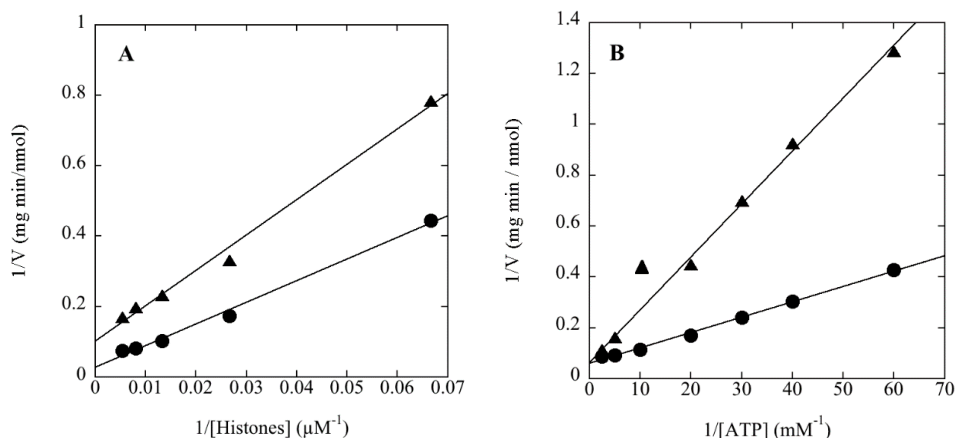 A
1/V (mg min/nmol)
1
0.8
0.6
0.4
0.2
0
0 0.01 0.02 0.03 0.04 0.05 0.06 0.07
1/[Histones] (µM⁻¹)
B
1/V (mg min / nmol)
1.4
1.2
1
0.8
0.6
0.4
0.2
0
0 10 20 30 40 50 60 70
1/[ATP] (mM⁻¹)